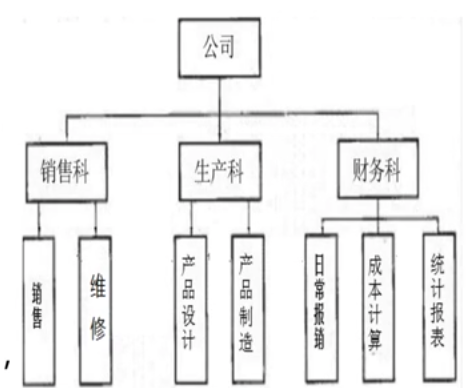 公司
销售科
生产科
财务科
销售
维修
产品设计
产品制造
日常报销
成本计算
统计报表
,